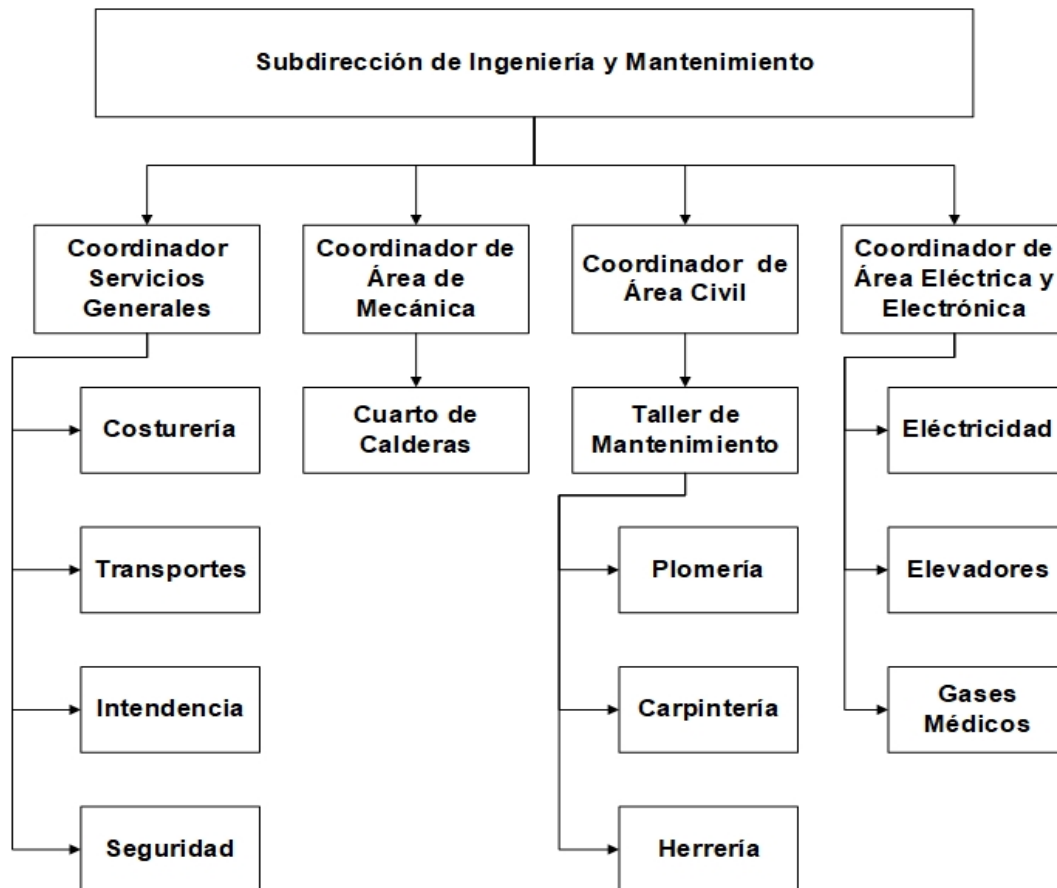 Subdirección de Ingeniería y Mantenimiento
Coordinador
Servicios
Generales
Coordinador de
Área de
Mecánica
Coordinador de
Área Civil
Coordinador de
Área Eléctrica y
Electrónica
Costurería
Transportes
Intendencia
Seguridad
Cuarto de
Calderas
Taller de
Mantenimiento
Plomería
Carpintería
Herrería
Eléctricidad
Elevadores
Gases
Médicos